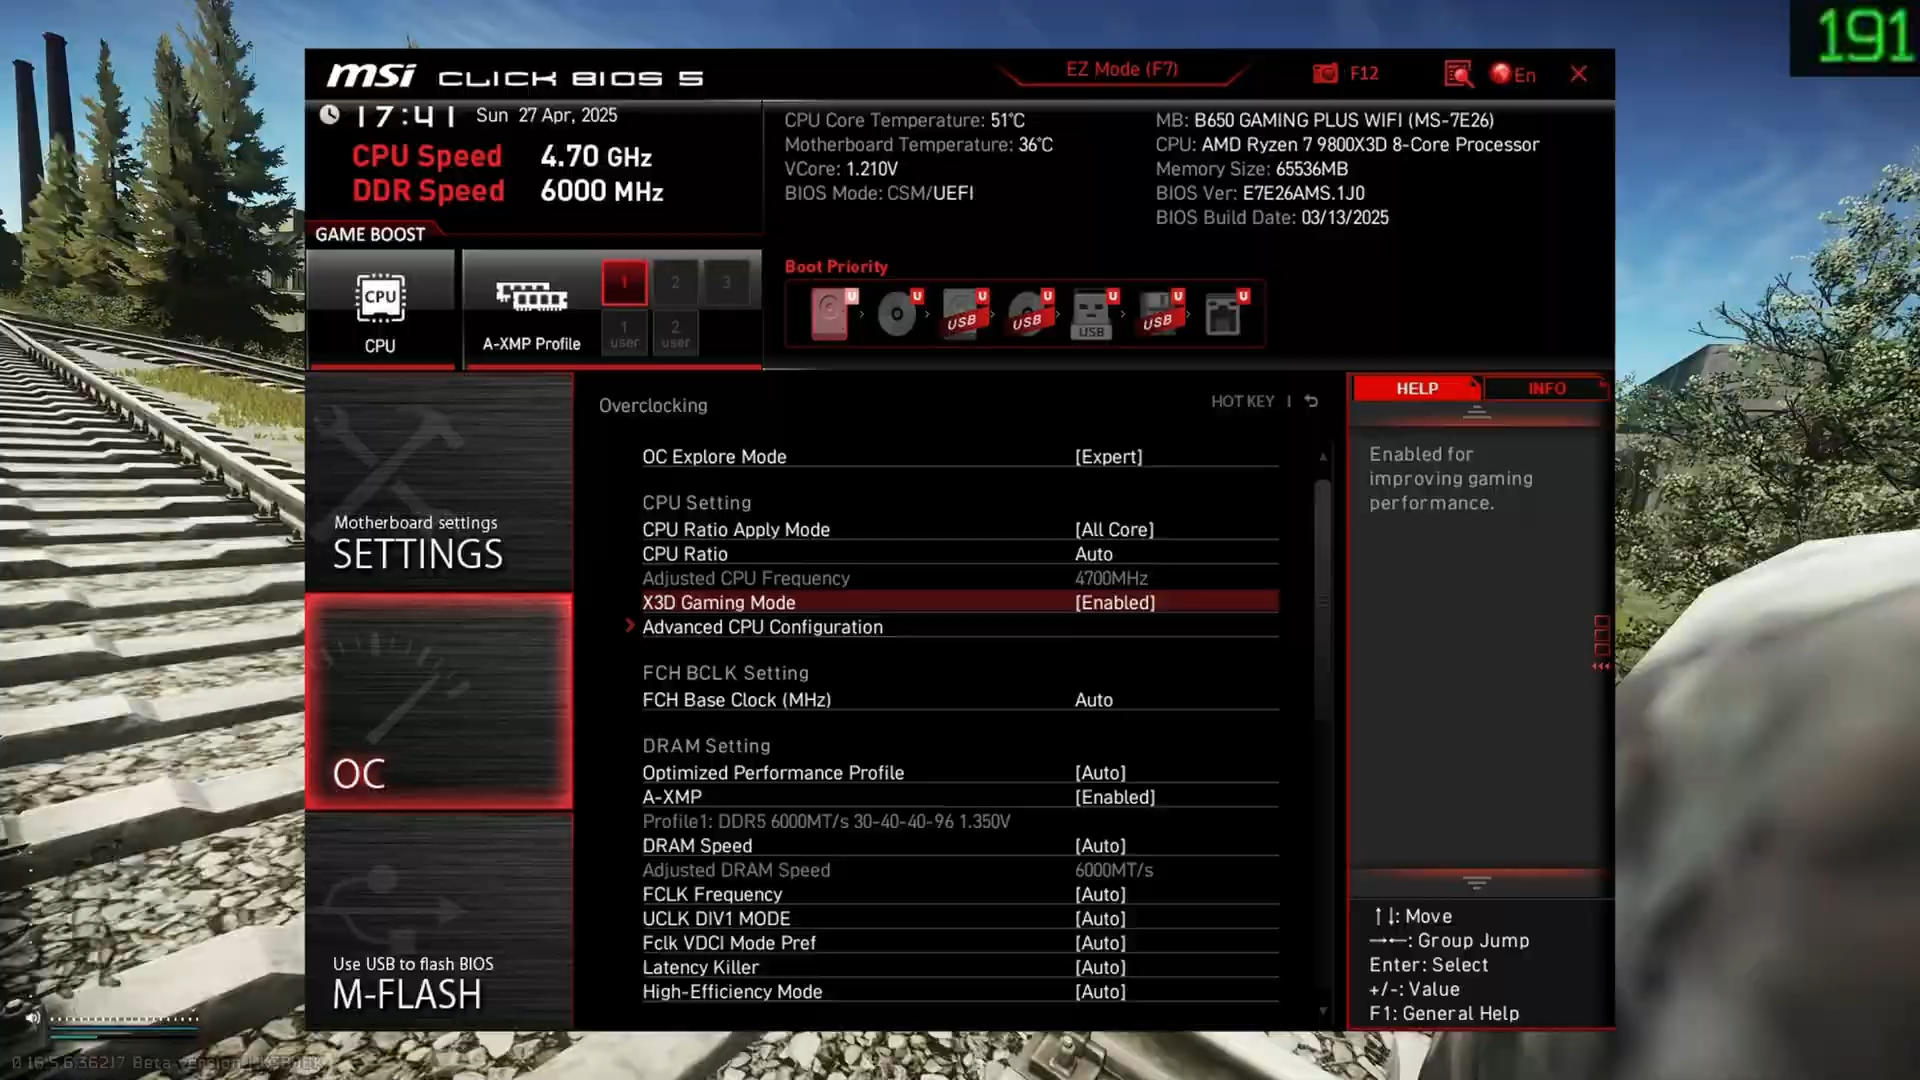 191
msi CLICK BIOS 5
EZ Mode (F7)
F12
En
17:41 Sun 27 Apr, 2025
CPU Speed 4.70 GHz
DDR Speed 6000 MHz
CPU Core Temperature: 51°C
Motherboard Temperature: 36°C
VCore: 1.210V
BIOS Mode: CSM/UEFI
MB: B650 GAMING PLUS WIFI (MS-7E26)
CPU: AMD Ryzen 7 9800X3D 8-Core Processor
Memory Size: 65536MB
BIOS Ver: E7E26AMS.1J0
BIOS Build Date: 03/13/2025
GAME BOOST
CPU
CPU
A-XMP Profile
1 2 3
1 user 2 user
Boot Priority
U U U U U U U
USB USB USB USB
Motherboard settings
SETTINGS
OC
Use USB to flash BIOS
M-FLASH
Overclocking
HOT KEY |
OC Explore Mode [Expert]
CPU Setting
CPU Ratio Apply Mode [All Core]
CPU Ratio Auto
Adjusted CPU Frequency 4700MHz
X3D Gaming Mode [Enabled]
Advanced CPU Configuration
FCH BCLK Setting
FCH Base Clock (MHz) Auto
DRAM Setting
Optimized Performance Profile [Auto]
A-XMP [Enabled]
Profile1: DDR5 6000MT/s 30-40-40-96 1.350V
DRAM Speed [Auto]
Adjusted DRAM Speed 6000MT/s
FCLK Frequency [Auto]
UCLK DIV1 MODE [Auto]
Fclk VDCI Mode Pref [Auto]
Latency Killer [Auto]
High-Efficiency Mode [Auto]
HELP
INFO
Enabled for
improving gaming
performance.
↑↓: Move
→←: Group Jump
Enter: Select
+/-: Value
F1: General Help
0.16.5.6.36217 Beta version